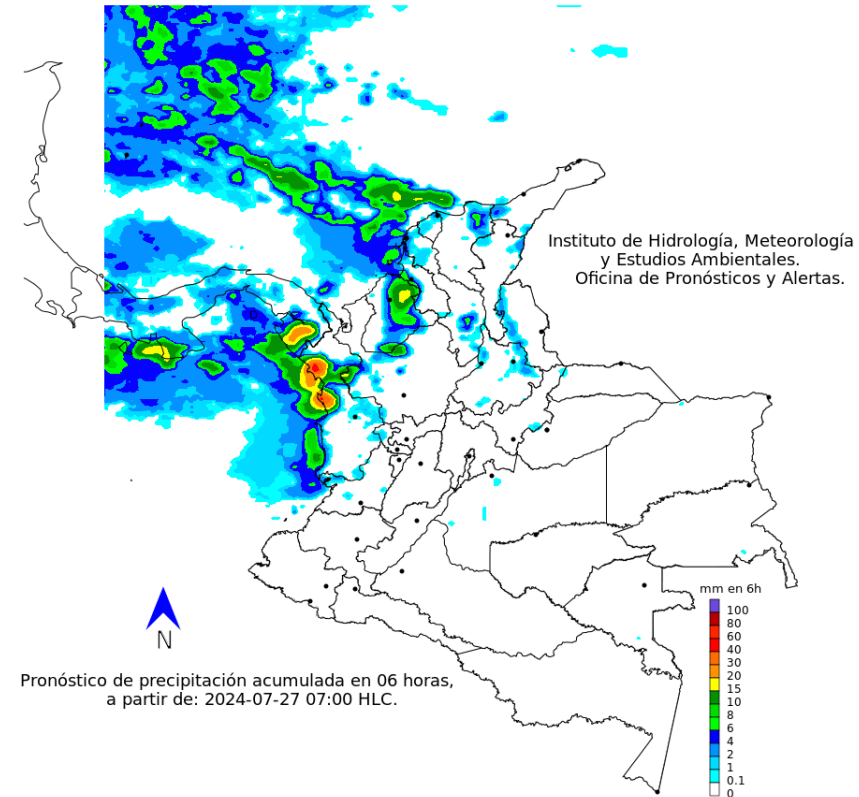 Instituto de Hidrología, Meteorología
y Estudios Ambientales.
Oficina de Pronósticos y Alertas.
mm en 6h
100
80
60
40
30
20
15
10
8
6
4
2
1
0.1
0
N
Pronóstico de precipitación acumulada en 06 horas,
a partir de: 2024-07-27 07:00 HLC.